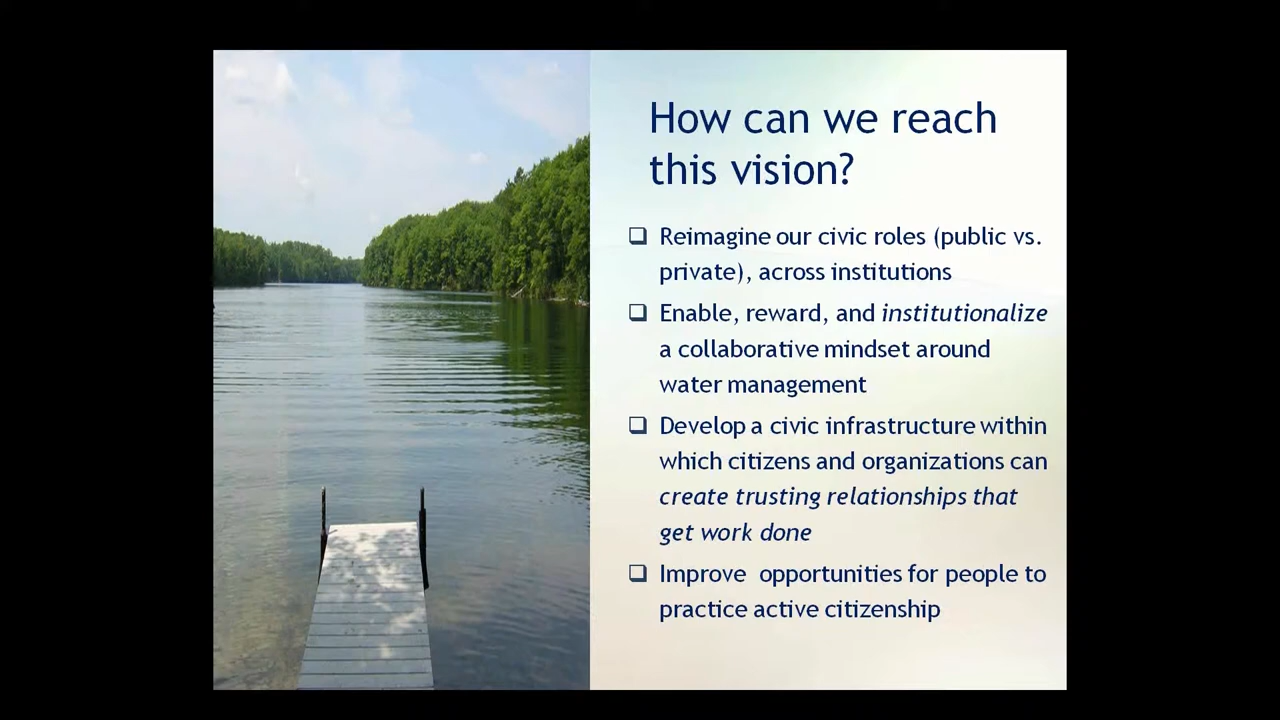 How can we reach
this vision?
❑ Reimagine our civic roles (public vs.
private), across institutions
❑ Enable, reward, and institutionalize
a collaborative mindset around
water management
❑ Develop a civic infrastructure within
which citizens and organizations can
create trusting relationships that
get work done
❑ Improve opportunities for people to
practice active citizenship